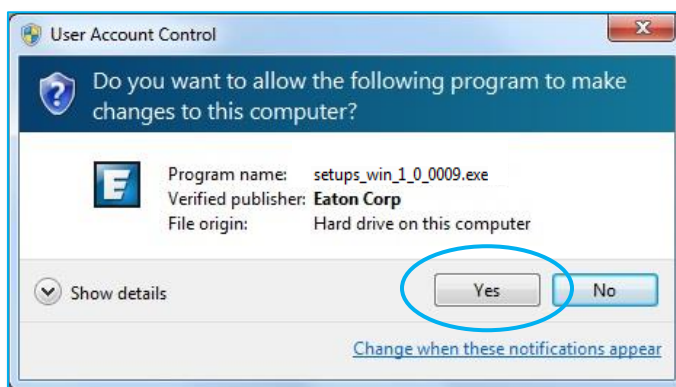 User Account Control
Do you want to allow the following program to make
changes to this computer?
Program name: setups_win_1_0_0009.exe
Verified publisher: Eaton Corp
File origin: Hard drive on this computer
Show details
Yes
No
Change when these notifications appear